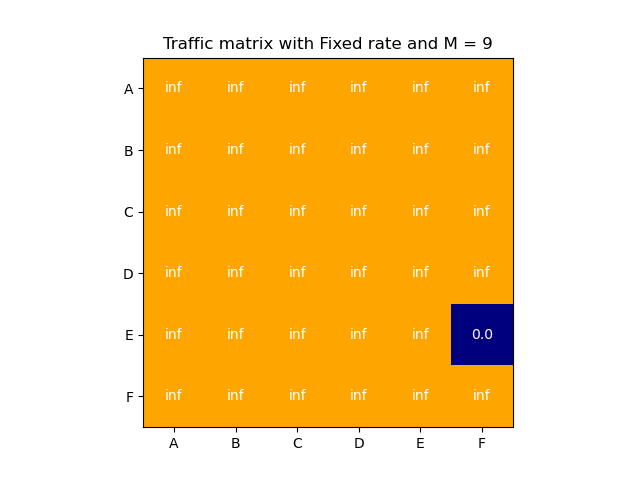 Traffic matrix with Fixed rate and M = 9
A inf inf inf inf inf inf
B inf inf inf inf inf inf
C inf inf inf inf inf inf
D inf inf inf inf inf inf
E inf inf inf inf inf 0.0
F inf inf inf inf inf inf
A B C D E F